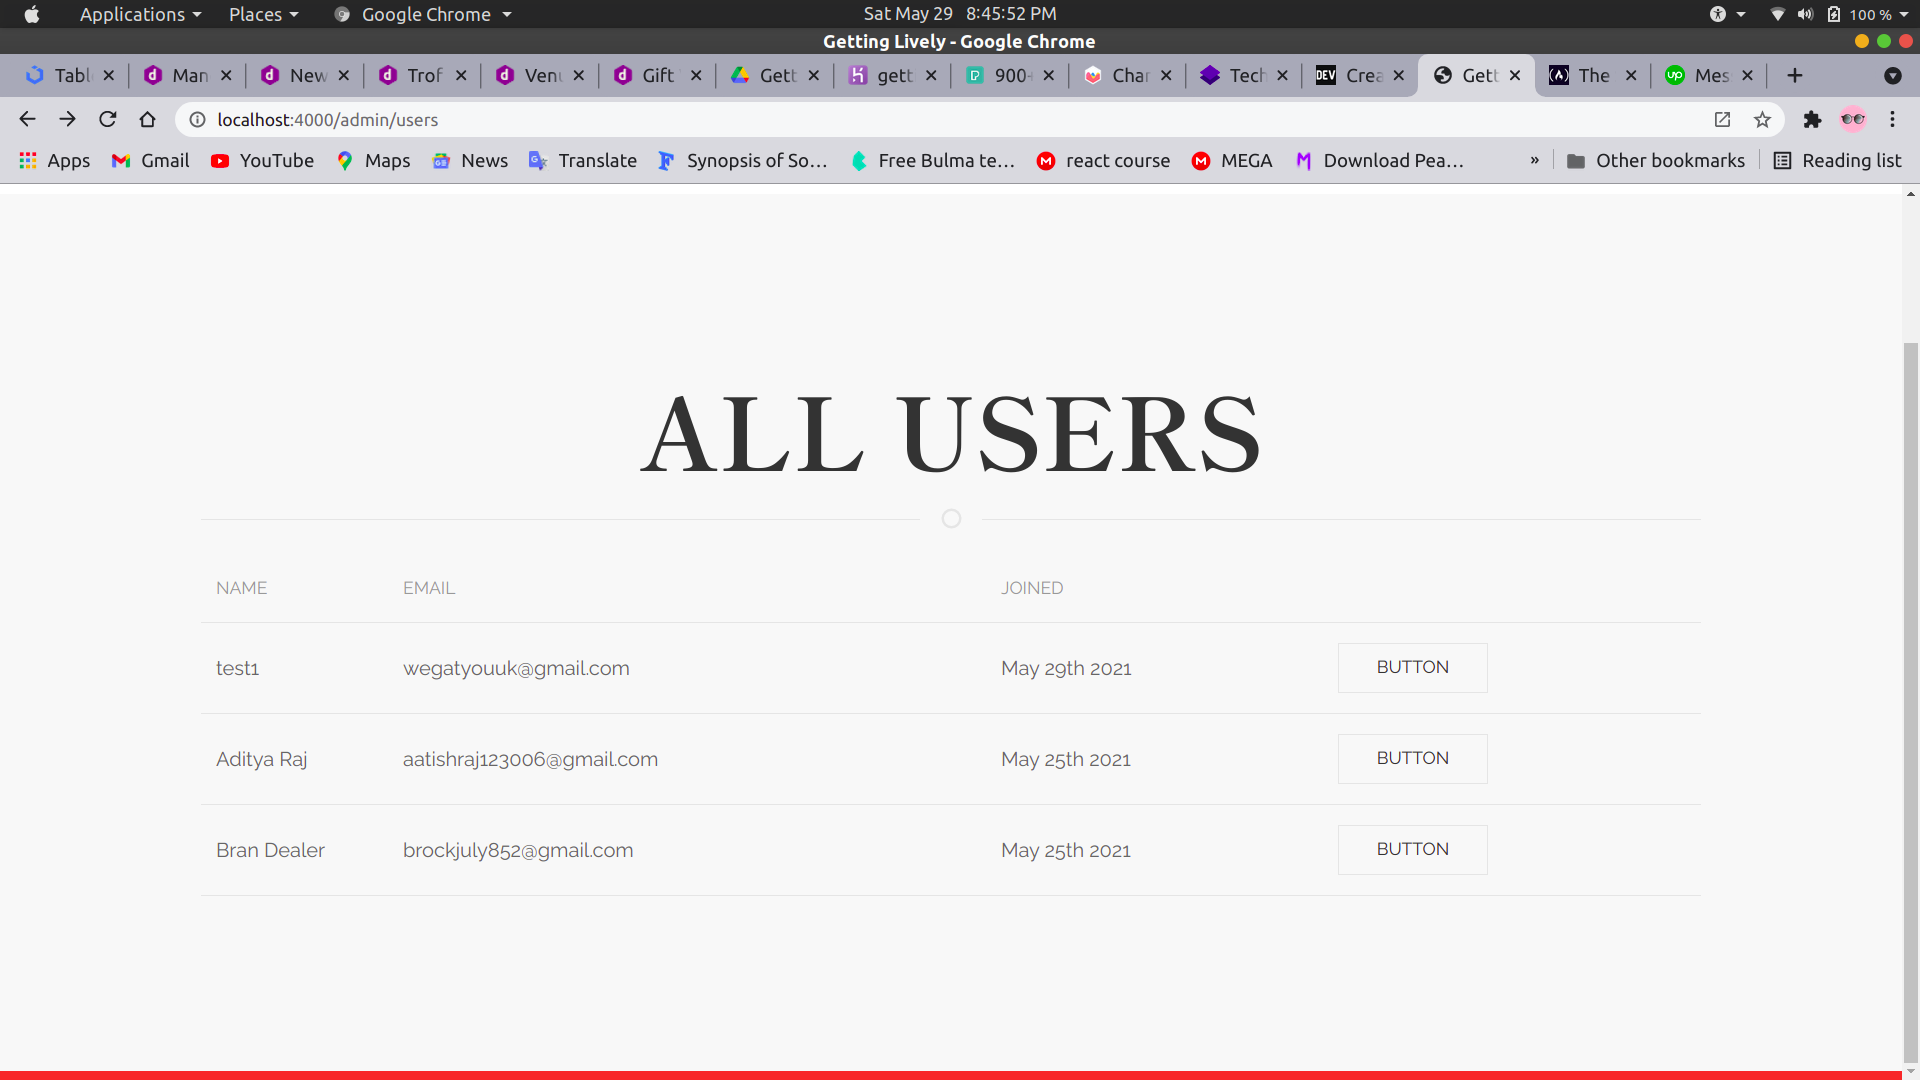 Applications Places Google Chrome Sat May 29 8:45:52 PM 100 %
Getting Lively - Google Chrome
Tabl Man New Trof Venu Gift Gett gett 900+ Char Tech DEV Crea Gett The up Mes
localhost:4000/admin/users
Apps Gmail YouTube Maps News Translate Synopsis of So... Free Bulma te... react course MEGA Download Pea... » Other bookmarks Reading list
ALL USERS
NAME EMAIL JOINED
test1 wegatyouuk@gmail.com May 29th 2021 BUTTON
Aditya Raj aatishraj123006@gmail.com May 25th 2021 BUTTON
Bran Dealer brockjuly852@gmail.com May 25th 2021 BUTTON